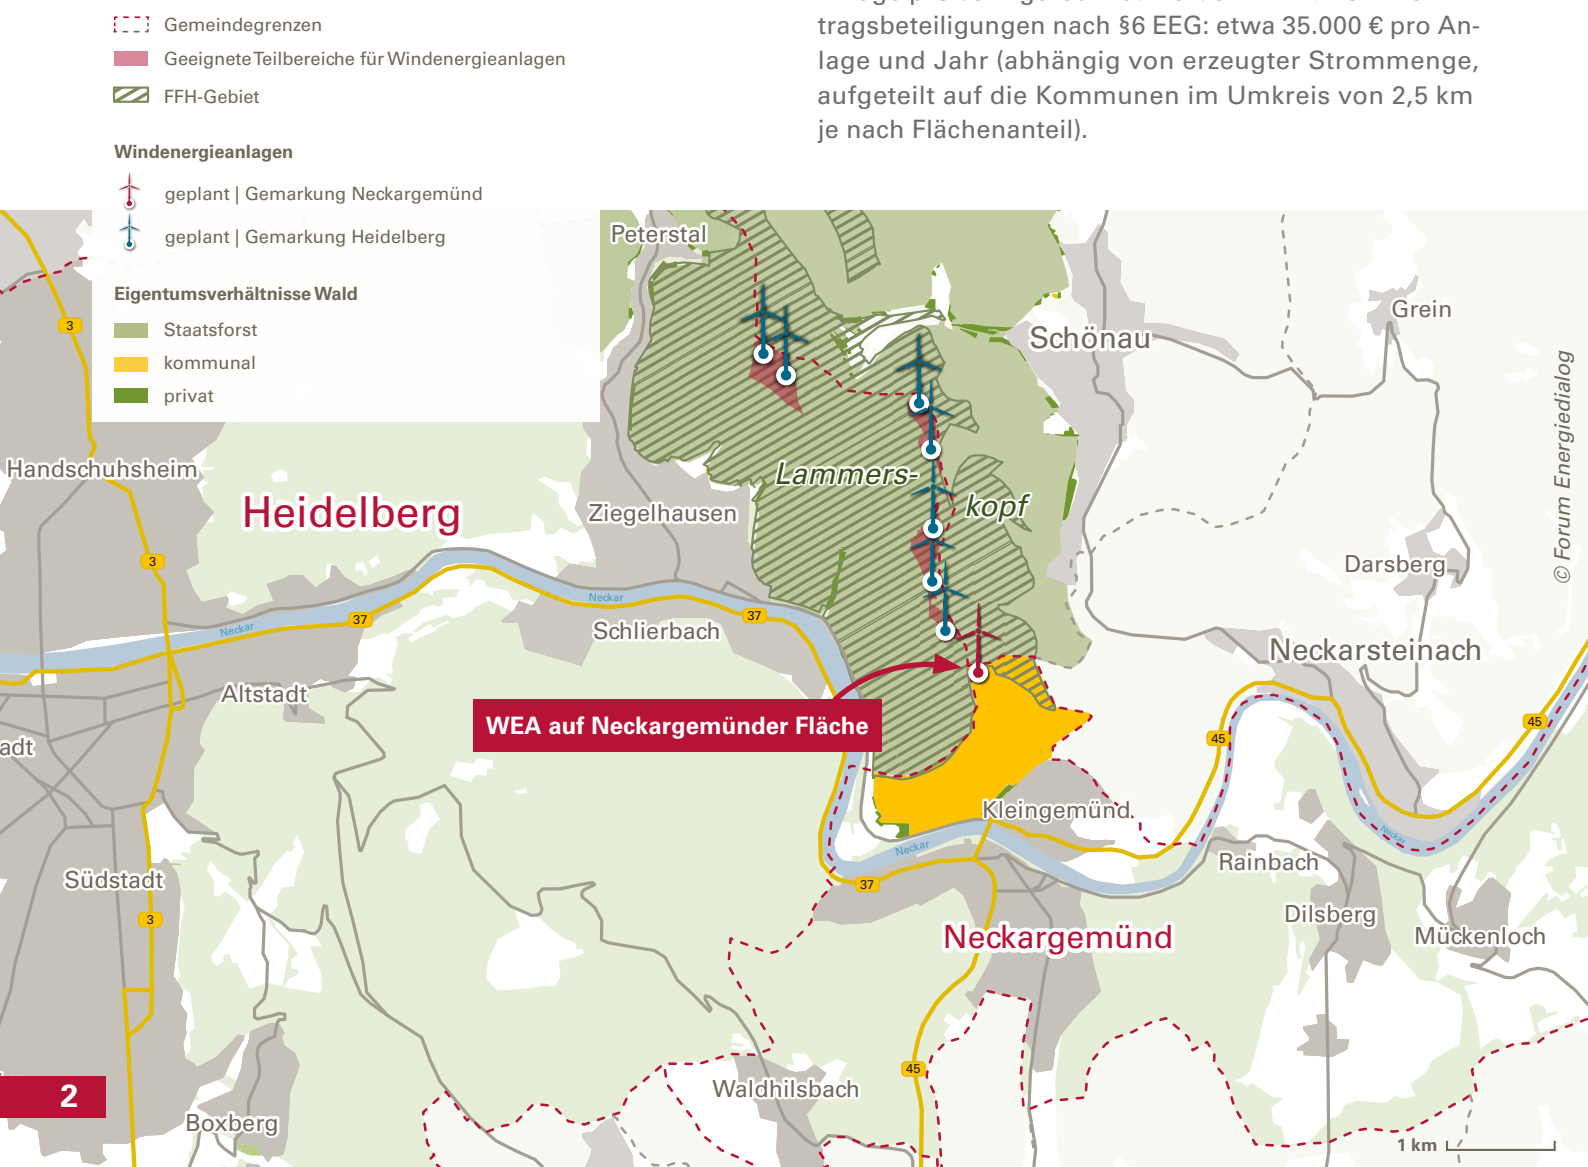 Gemeindegrenzen
Geeignete Teilbereiche für Windenergieanlagen
FFH-Gebiet
Windenergieanlagen
geplant | Gemarkung Neckargemünd
geplant | Gemarkung Heidelberg
Eigentumsverhältnisse Wald
Staatsforst
kommunal
privat
tragsbeteiligungen nach §6 EEG: etwa 35.000 € pro An-
lage und Jahr (abhängig von erzeugter Strommenge,
aufgeteilt auf die Kommunen im Umkreis von 2,5 km
je nach Flächenanteil).
Peterstal
Grein
3
Schönau
© Forum Energiedialog
Handschuhsheim
Lammers-
kopf
Heidelberg
Ziegelhausen
3
Darsberg
Neckar
37
37
Neckar
Schlierbach
Neckarsteinach
Altstadt
WEA auf Neckargemünder Fläche
45
45
adt
Kleingemünd
Neckar
Neckar
Rainbach
Südstadt
37
3
Dilsberg
Mückenloch
Neckargemünd
45
Waldhilsbach
2
Boxberg
1 km